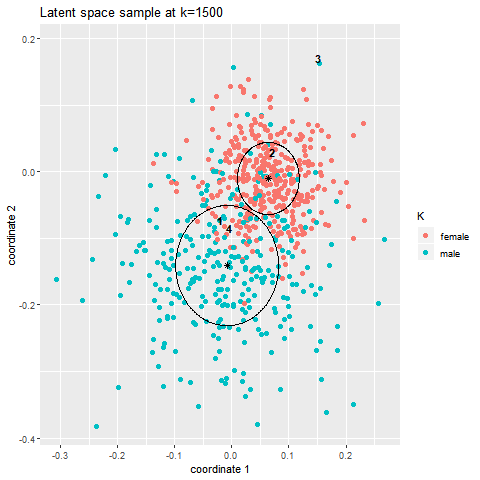 Latent space sample at k=1500
0.2
0.0
-0.2
-0.4
coordinate 2
3
2
1
4
-0.3
-0.2
-0.1
0.0
0.1
0.2
coordinate 1
K
female
male